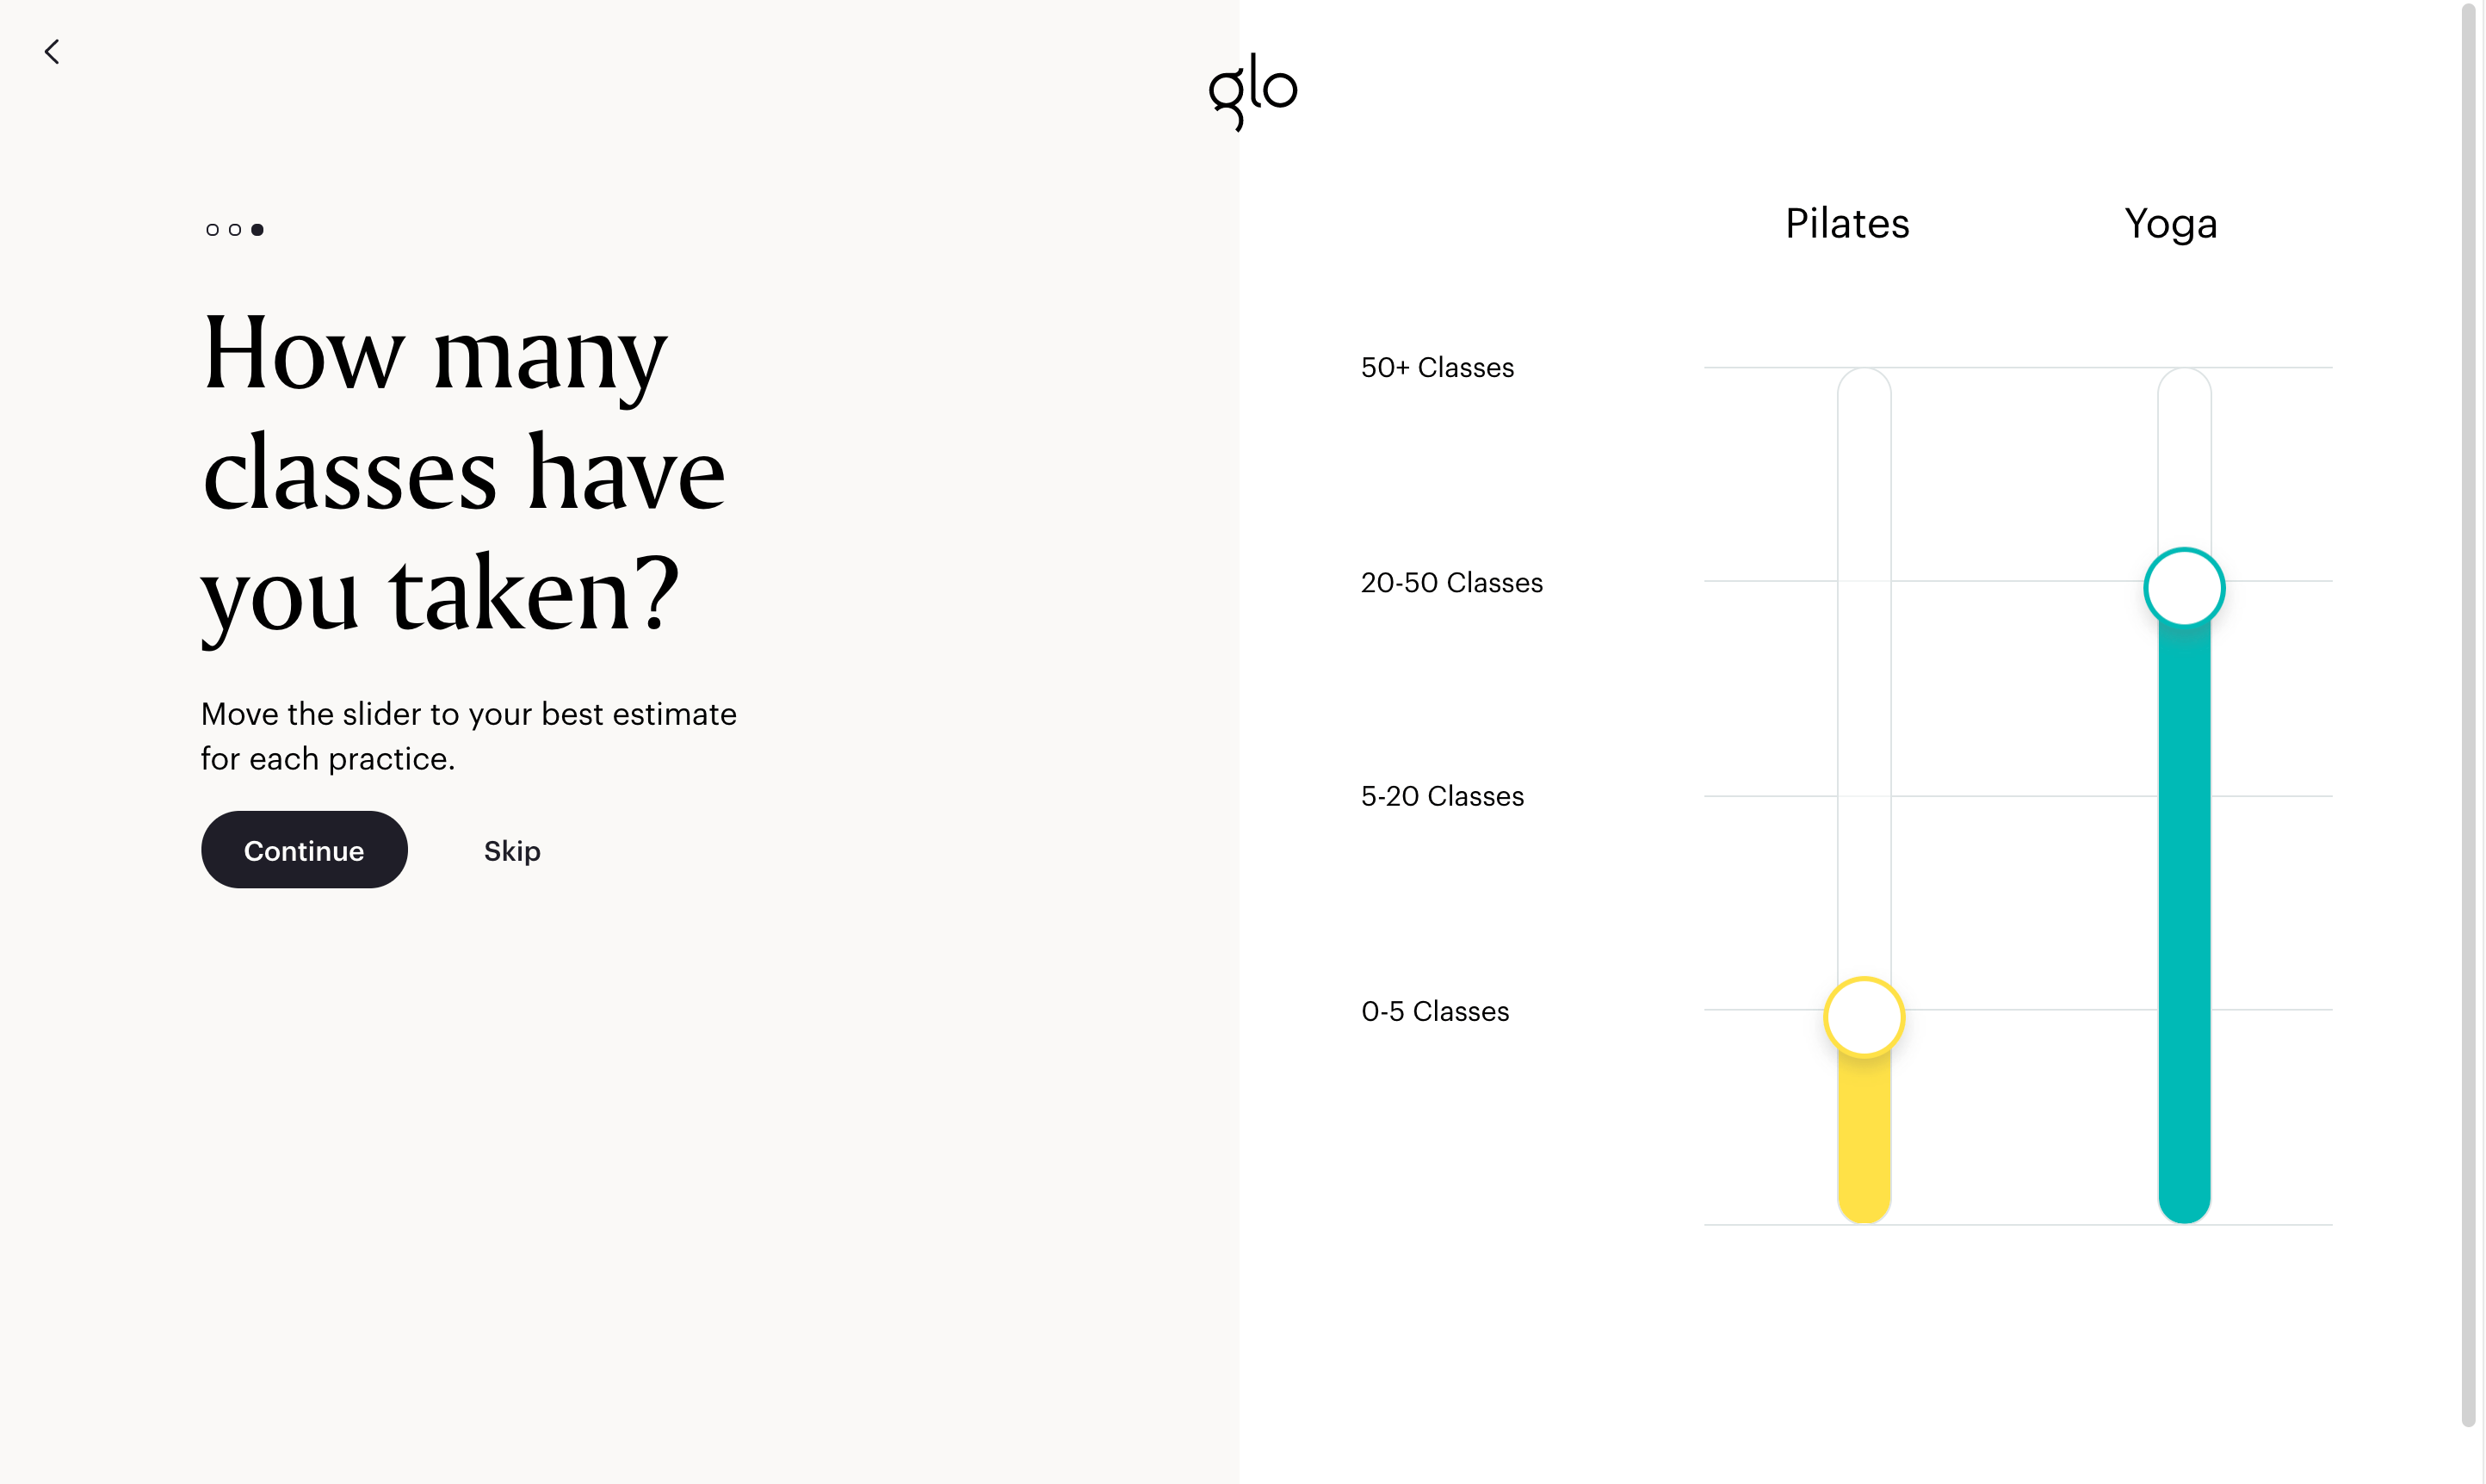 glo
How many
classes have
you taken?
Move the slider to your best estimate
for each practice.
Continue
Skip
Pilates
Yoga
50+ Classes
20-50 Classes
5-20 Classes
0-5 Classes